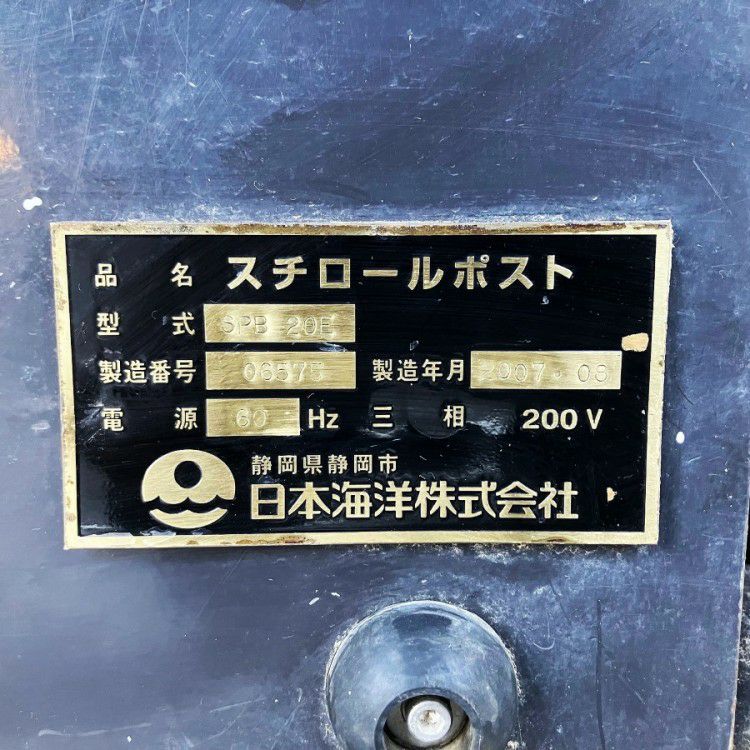 品名 スチロールポスト
型式 SPB 20E
製造番号 06575 製造年月 2007・08
電源 60 Hz 三相 200V
静岡県静岡市
日本海洋株式会社